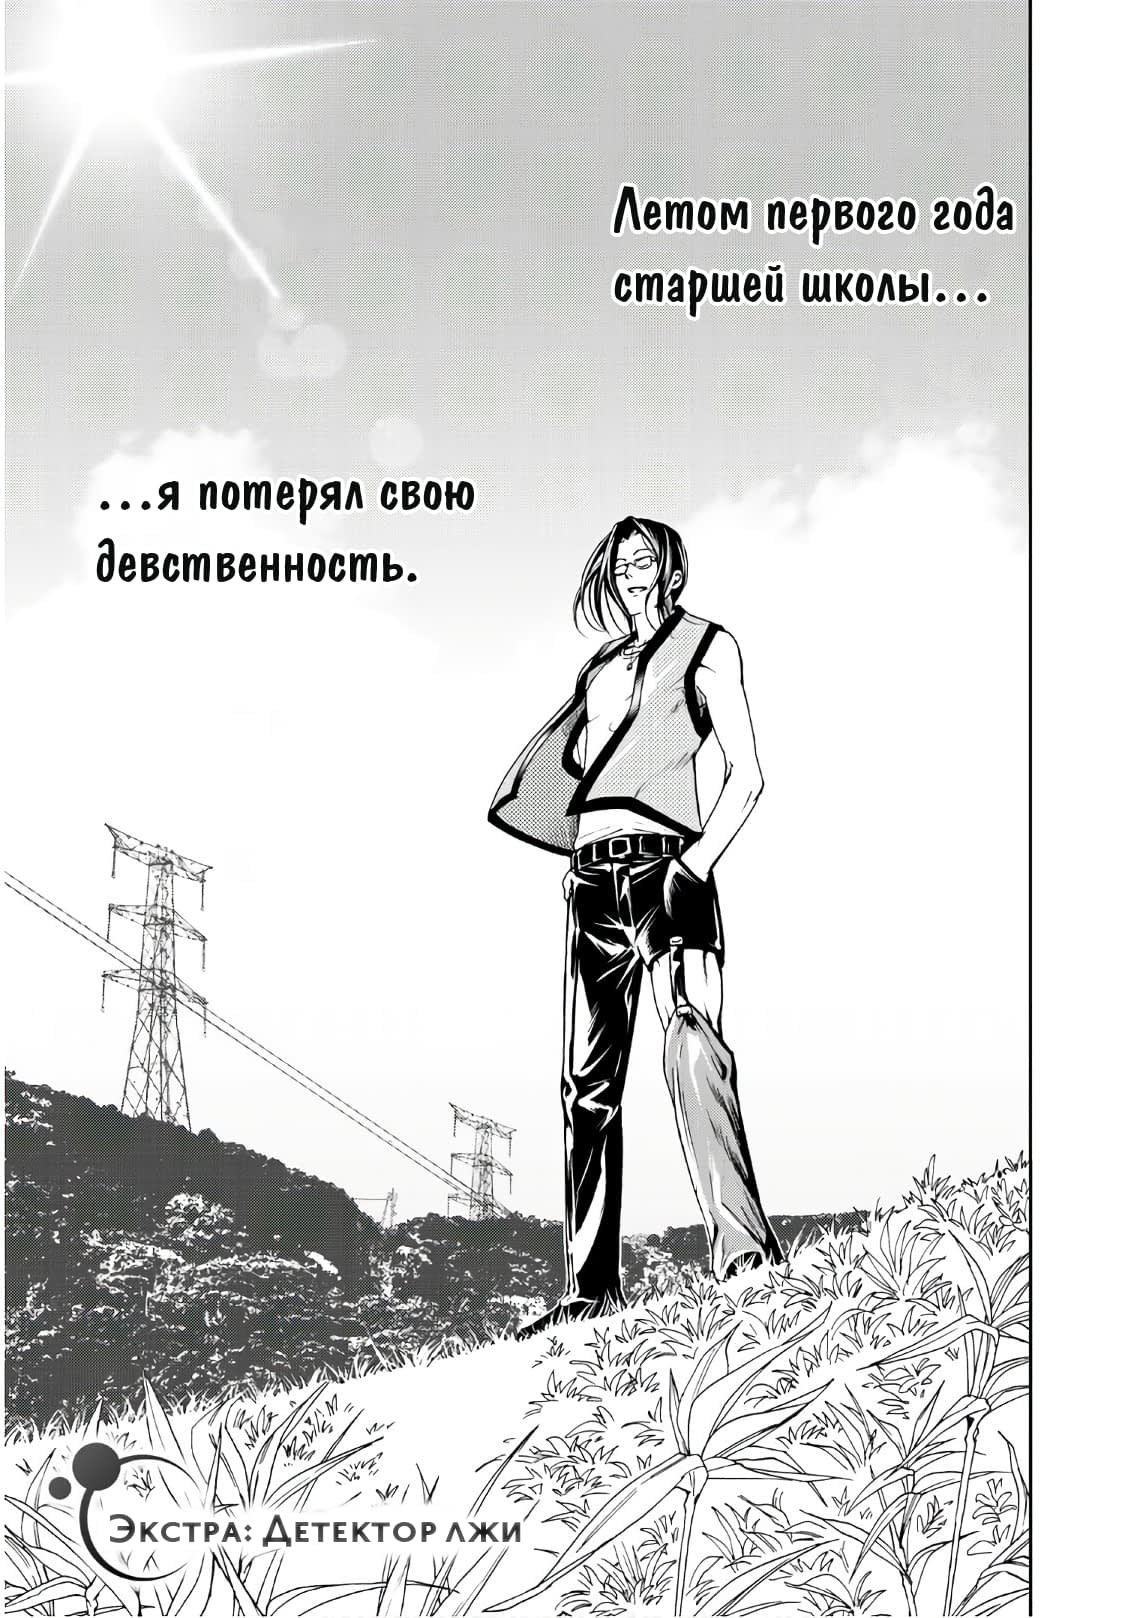 Летом первого года
старшей школы...
...я потерял свою
девственность.
Экстра: Детектор лжи